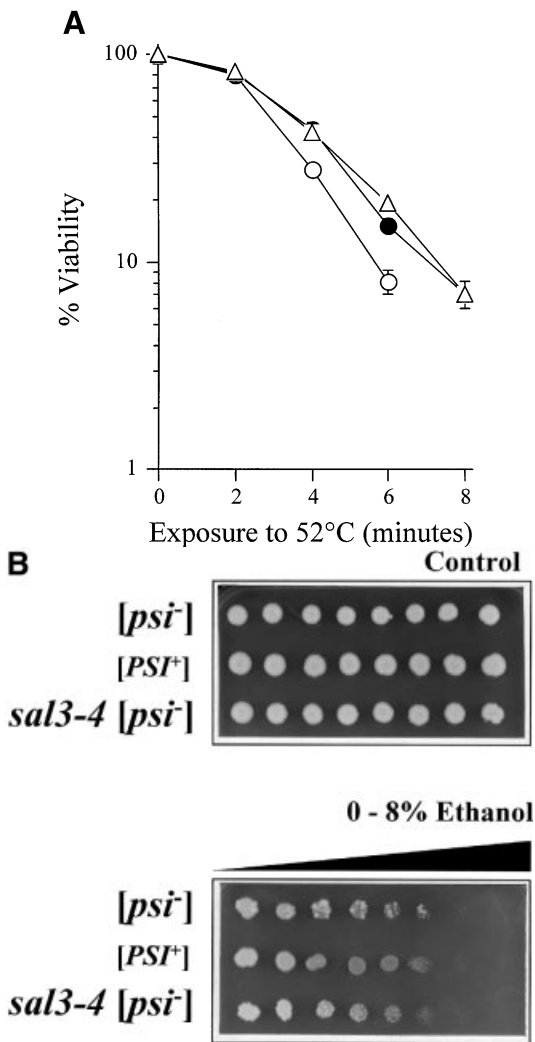 A
100
10
1
% Viability
0 2 4 6 8
Exposure to 52°C (minutes)
B
Control
[psi-]
[PSI+]
sal3-4 [psi-]
0 - 8% Ethanol
[psi-]
[PSI+]
sal3-4 [psi-]